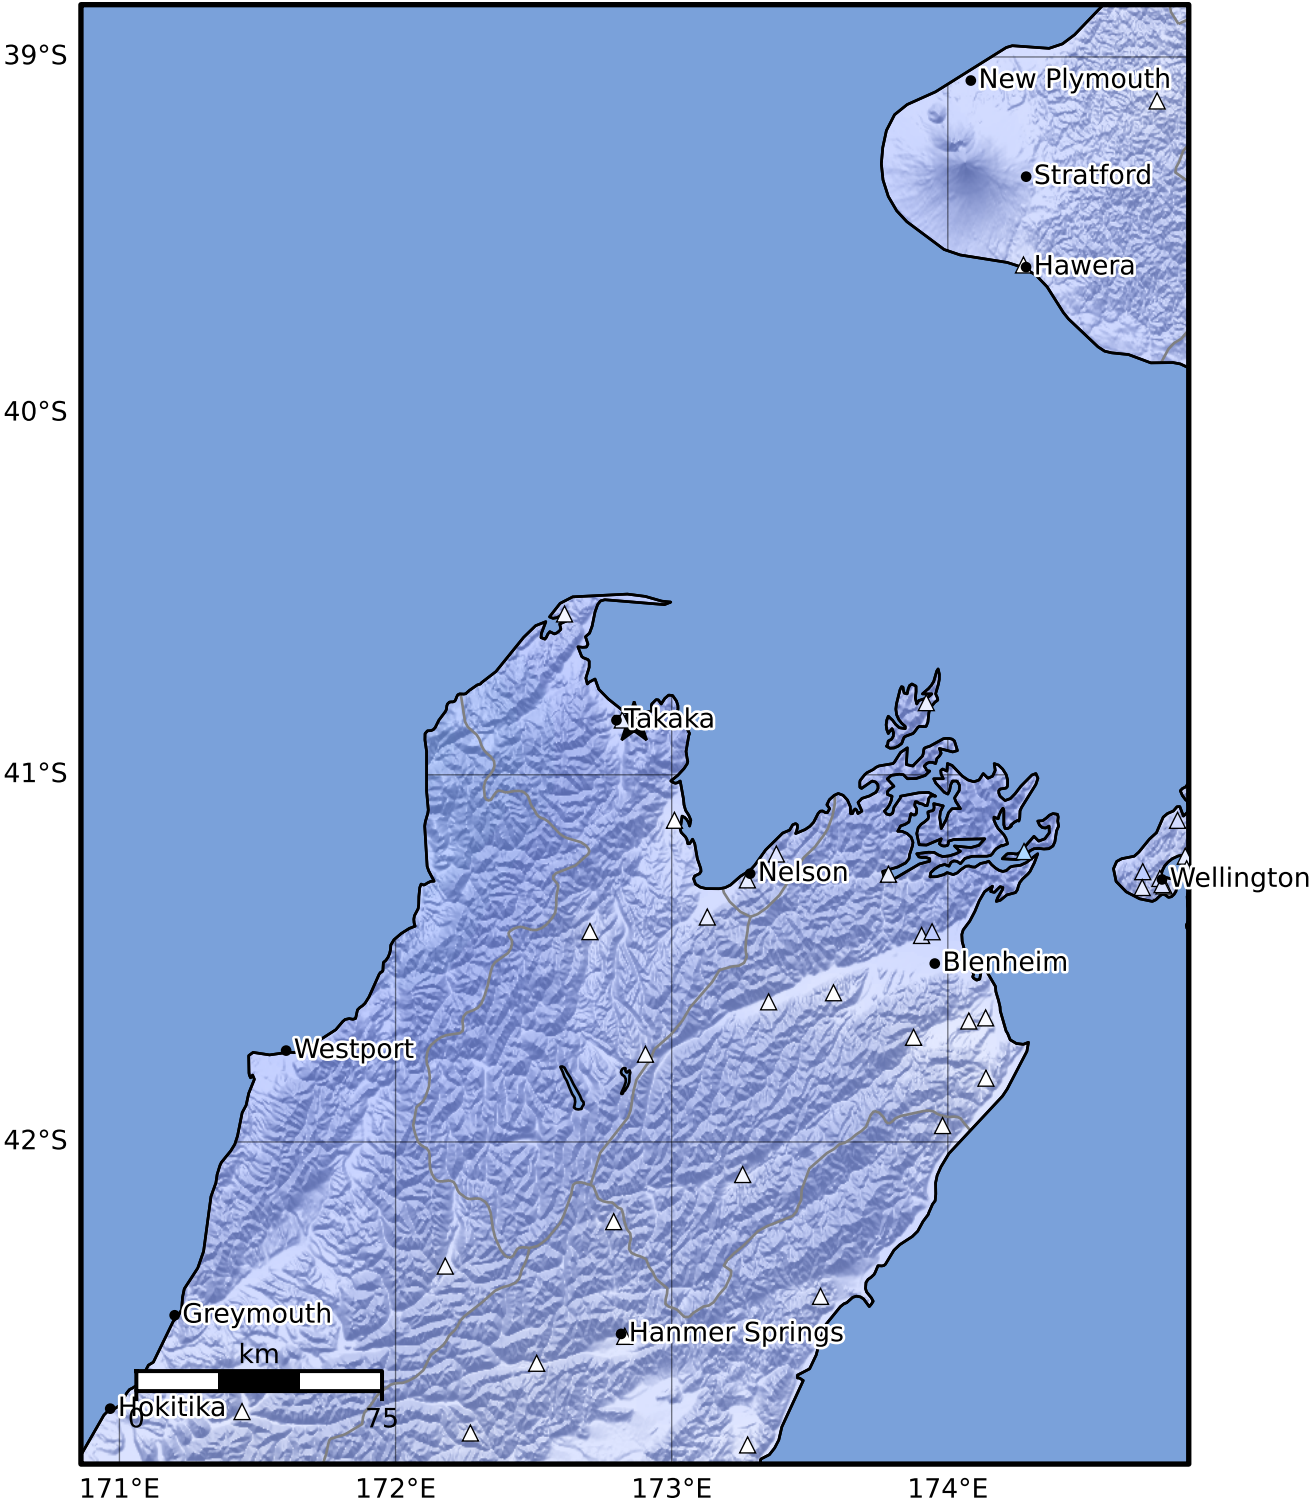 39°S
New Plymouth
Stratford
Hawera
40°S
Takaka
41°S
Nelson
Wellington
Blenheim
Westport
42°S
Greymouth
Hanmer Springs
km
Hokitika
0
75
171°E
172°E
173°E
174°E